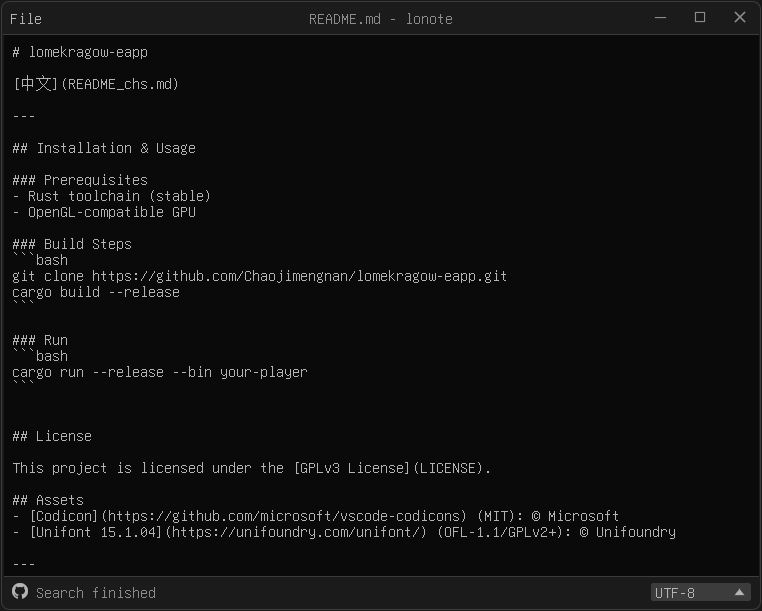 File
README.md - lonote
# lomekragow-eapp
[中文](README_chs.md)
---
## Installation & Usage
### Prerequisites
- Rust toolchain (stable)
- OpenGL-compatible GPU
### Build Steps
```bash
git clone https://github.com/Chaojimengnan/lomekragow-eapp.git
cargo build --release
```
### Run
```bash
cargo run --release --bin your-player
```
## License
This project is licensed under the [GPLv3 License](LICENSE).
## Assets
- [Codicon](https://github.com/microsoft/vscode-codicons) (MIT): © Microsoft
- [Unifont 15.1.04](https://unifoundry.com/unifont/) (OFL-1.1/GPLv2+): © Unifoundry
---
Search finished
UTF-8